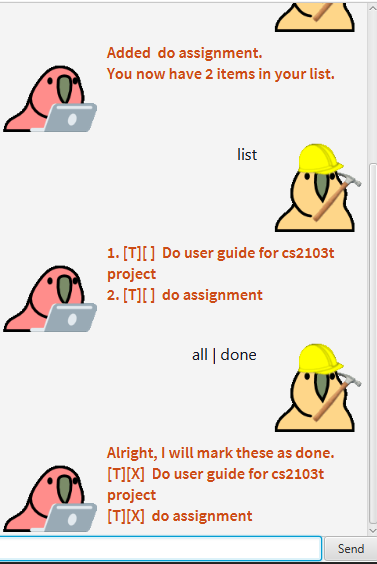 Added  do assignment.
You now have 2 items in your list.
list
1. [T][ ]  Do user guide for cs2103t
project
2. [T][ ]  do assignment
all | done
Alright, I will mark these as done.
[T][X]  Do user guide for cs2103t
project
[T][X]  do assignment
Send